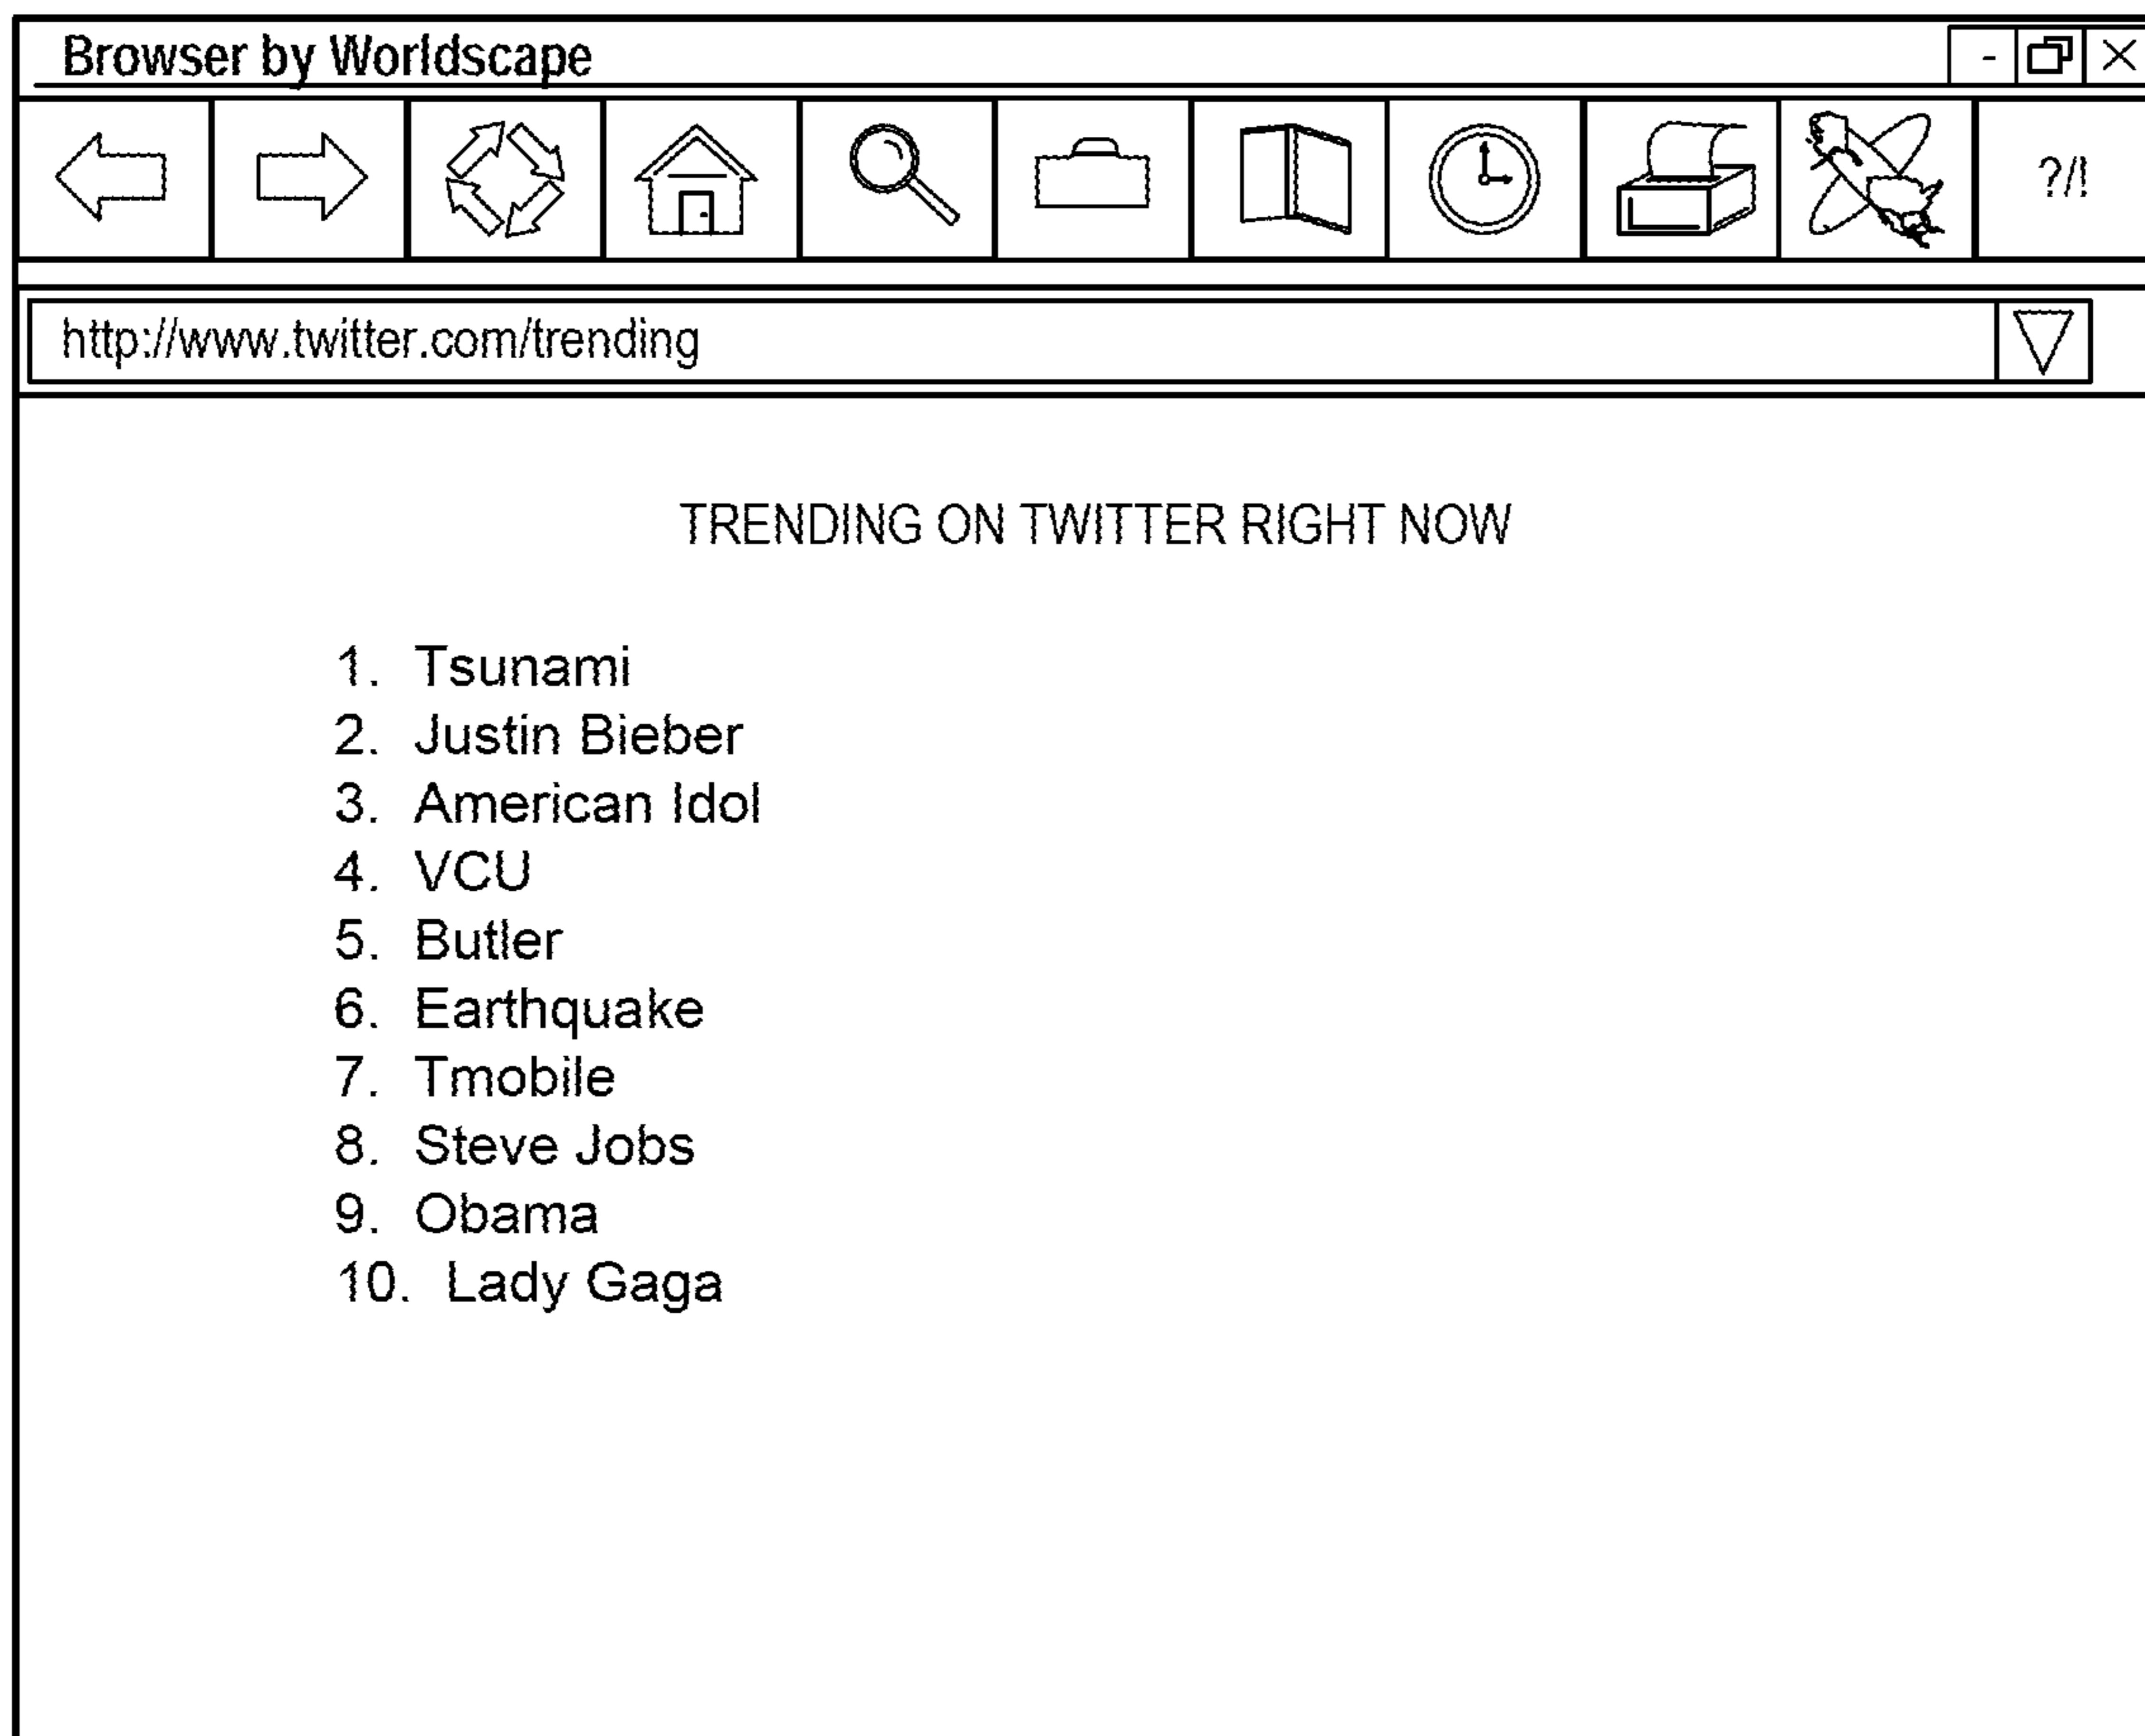 Browser by Worldscape
?/!
http://www.twitter.com/trending
TRENDING ON TWITTER RIGHT NOW
1. Tsunami
2. Justin Bieber
3. American Idol
4. VCU
5. Butler
6. Earthquake
7. Tmobile
8. Steve Jobs
9. Obama
10. Lady Gaga